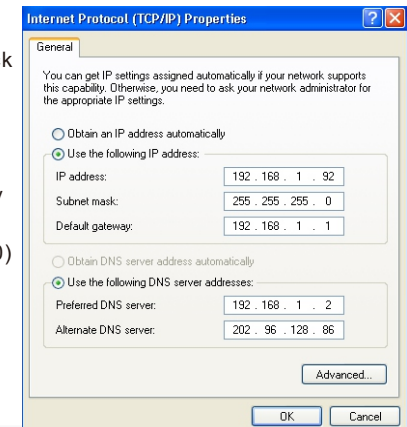 Internet Protocol (TCP/IP) Properties
General
You can get IP settings assigned automatically if your network supports
this capability. Otherwise, you need to ask your network administrator for
the appropriate IP settings.
Obtain an IP address automatically
Use the following IP address:
IP address: 192 . 168 . 1 . 92
Subnet mask: 255 . 255 . 255 . 0
Default gateway: 192 . 168 . 1 . 1
Obtain DNS server address automatically
Use the following DNS server addresses:
Preferred DNS server: 192 . 168 . 1 . 2
Alternate DNS server: 202 . 96 . 128 . 86
Advanced...
OK Cancel